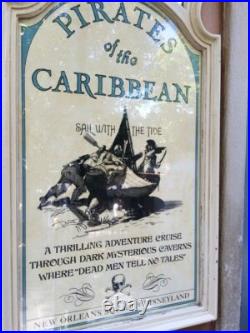 PIRATES
of the
CARIBBEAN
SAIL WITH THE TIDE
A THRILLING ADVENTURE CRUISE
THROUGH DARK MYSTERIOUS CAVERNS
WHERE "DEAD MEN TELL NO TALES"
NEW ORLEANS DISNEYLAND